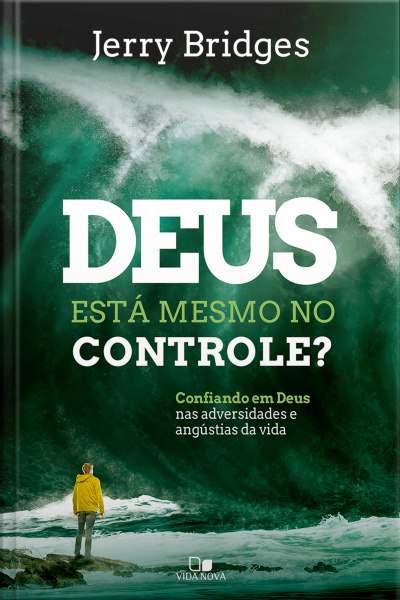 Jerry Bridges
DEUS
ESTÁ MESMO NO
CONTROLE?
Confiando em Deus
nas adversidades e
angústias da vida
VIDA NOVA